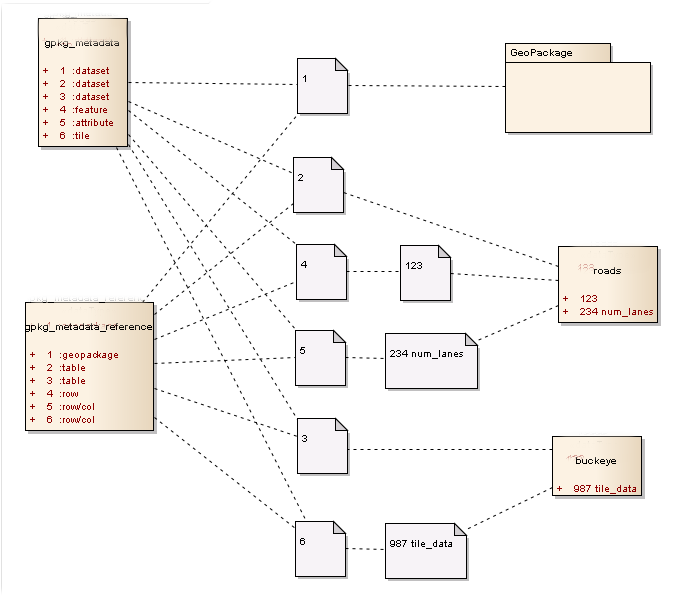 gpkg_metadata
+ 1 :dataset
+ 2 :dataset
+ 3 :dataset
+ 4 :feature
+ 5 :attribute
+ 6 :tile
1
GeoPackage
2
4
123
roads
+ 123
+ 234 num_lanes
gpkg_metadata_reference
+ 1 :geopackage
+ 2 :table
+ 3 :table
+ 4 :row
+ 5 :row/col
+ 6 :row/col
5
234 num_lanes
3
buckeye
+ 987 tile_data
6
987 tile_data